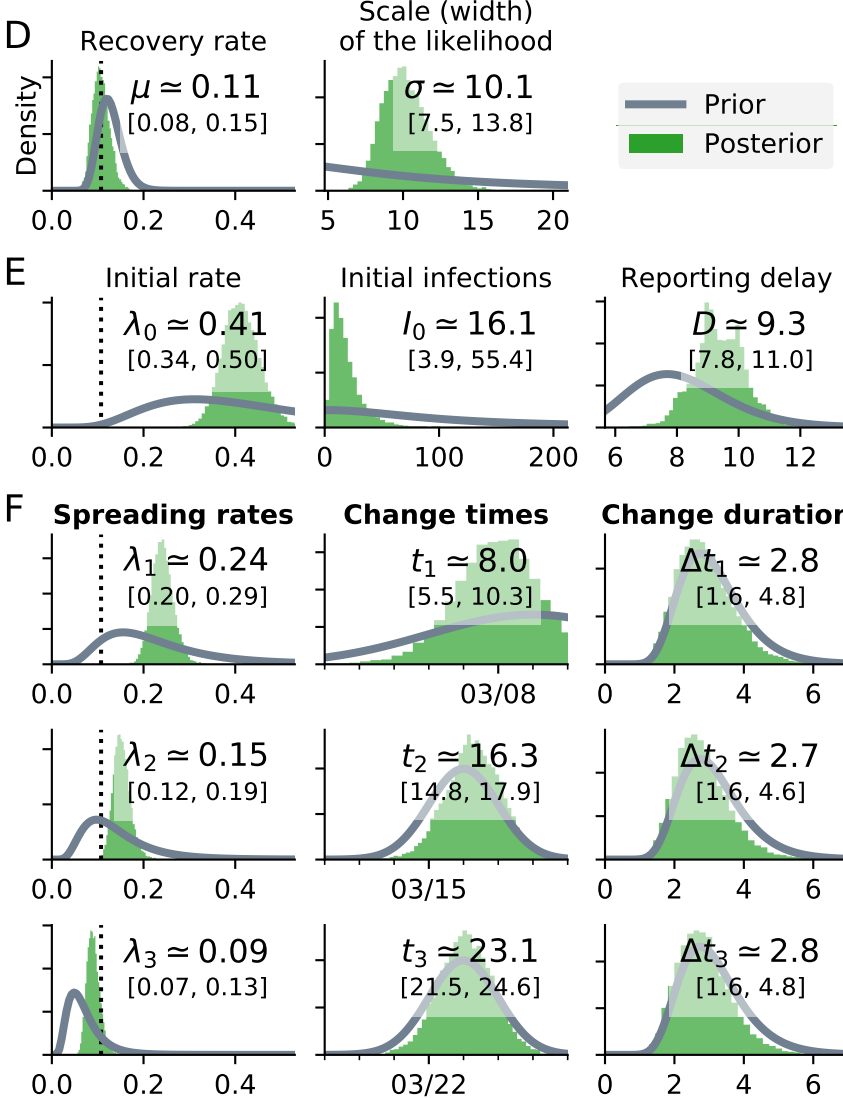 D
Recovery rate
Scale (width)
of the likelihood
Density
μ ≃ 0.11
[0.08, 0.15]
0.0 0.2 0.4
σ ≃ 10.1
[7.5, 13.8]
5 10 15 20
Prior
Posterior
E
Initial rate
λ0 ≃ 0.41
[0.34, 0.50]
0.0 0.2 0.4
Initial infections
I0 ≃ 16.1
[3.9, 55.4]
0 100 200
Reporting delay
D ≃ 9.3
[7.8, 11.0]
6 8 10 12
F
Spreading rates
Change times
Change duration
λ1 ≃ 0.24
[0.20, 0.29]
0.0 0.2 0.4
t1 ≃ 8.0
[5.5, 10.3]
03/08
Δt1 ≃ 2.8
[1.6, 4.8]
0 2 4 6
λ2 ≃ 0.15
[0.12, 0.19]
0.0 0.2 0.4
t2 ≃ 16.3
[14.8, 17.9]
03/15
Δt2 ≃ 2.7
[1.6, 4.6]
0 2 4 6
λ3 ≃ 0.09
[0.07, 0.13]
0.0 0.2 0.4
t3 ≃ 23.1
[21.5, 24.6]
03/22
Δt3 ≃ 2.8
[1.6, 4.8]
0 2 4 6